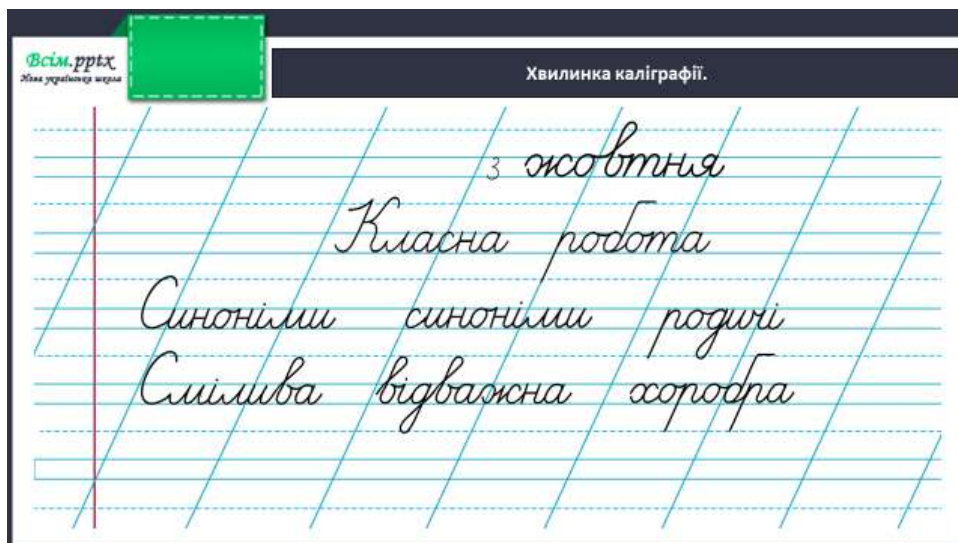 Всім.pptx
Нова українська школа
Хвилинка каліграфії.
3 жовтня
Класна робота
Синоніми синоніми родичі
Смілива відважна хоробра